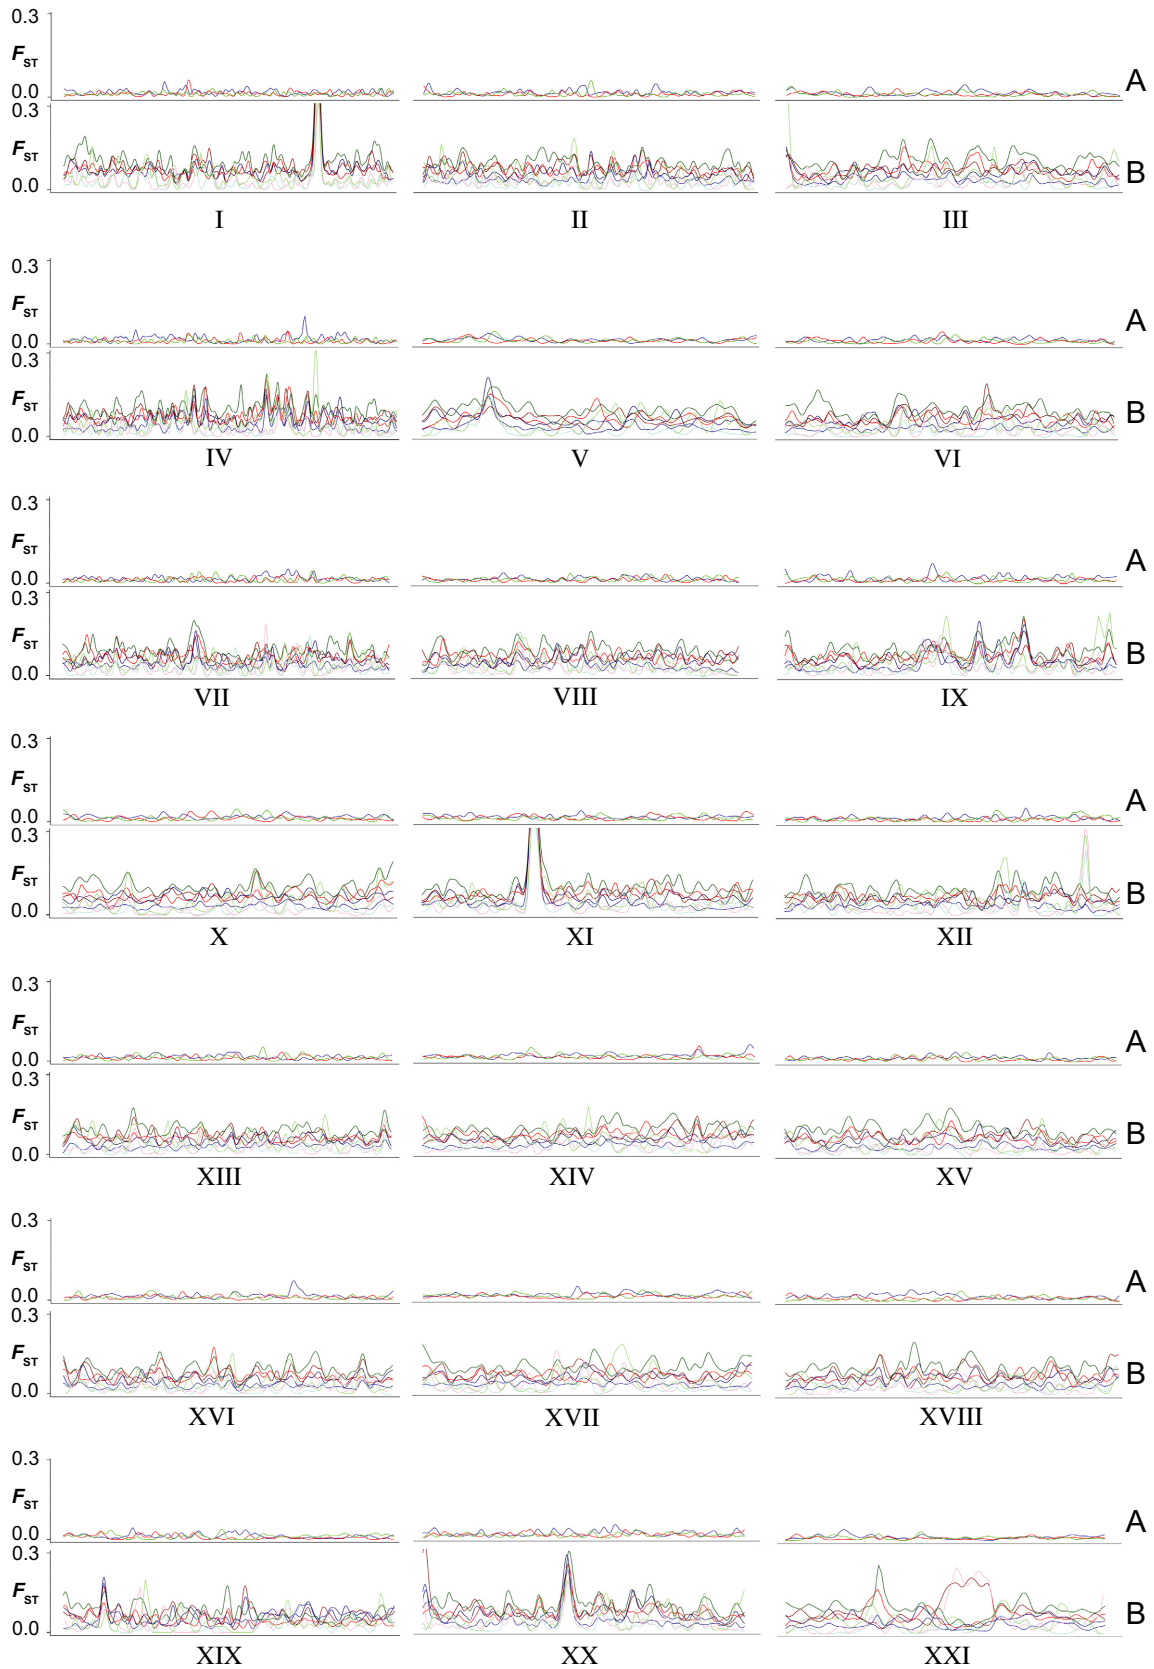 0.3
FST
0.0
A
0.3
FST
0.0
B
I II III
0.3
FST
0.0
A
0.3
FST
0.0
B
IV V VI
0.3
FST
0.0
A
0.3
FST
0.0
B
VII VIII IX
0.3
FST
0.0
A
0.3
FST
0.0
B
X XI XII
0.3
FST
0.0
A
0.3
FST
0.0
B
XIII XIV XV
0.3
FST
0.0
A
0.3
FST
0.0
B
XVI XVII XVIII
0.3
FST
0.0
A
0.3
FST
0.0
B
XIX XX XXI